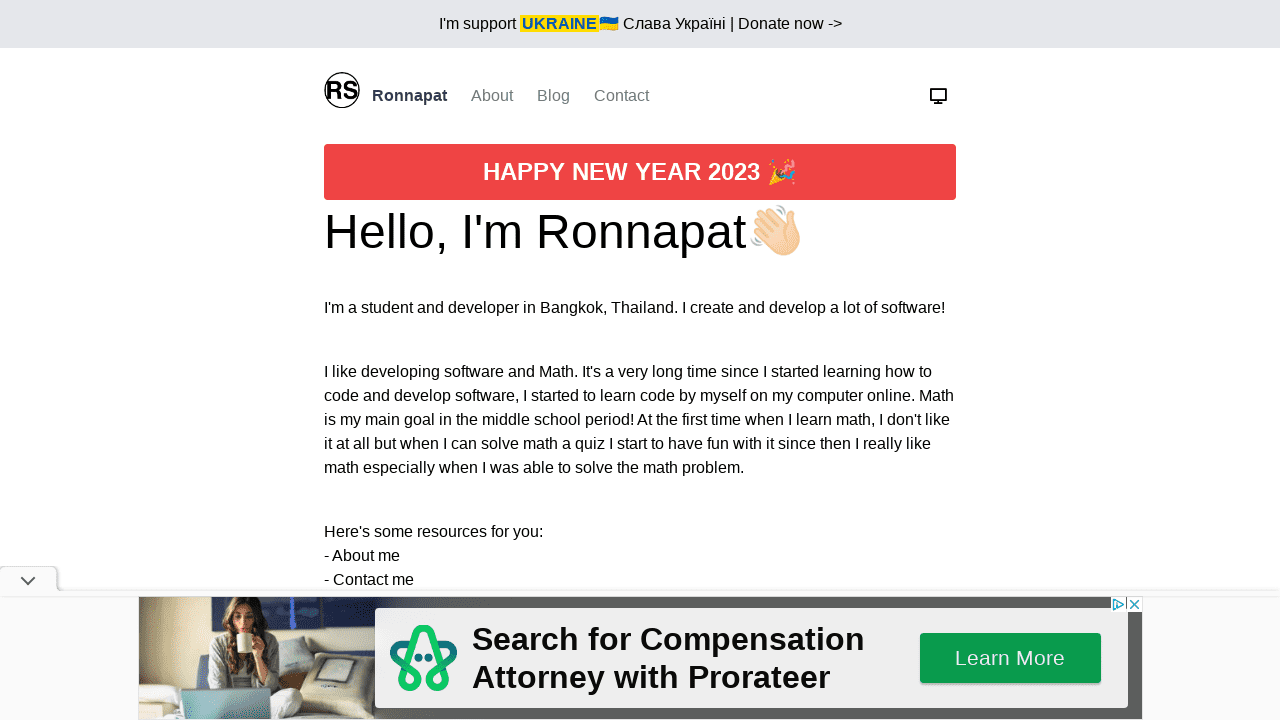 I'm support UKRAINE🇺🇦 Слава Україні | Donate now ->
RS Ronnapat About Blog Contact
HAPPY NEW YEAR 2023 🎉
Hello, I'm Ronnapat👋🏻
I'm a student and developer in Bangkok, Thailand. I create and develop a lot of software!
I like developing software and Math. It's a very long time since I started learning how to
code and develop software, I started to learn code by myself on my computer online. Math
is my main goal in the middle school period! At the first time when I learn math, I don't like
it at all but when I can solve math a quiz I start to have fun with it since then I really like
math especially when I was able to solve the math problem.
Here's some resources for you:
- About me
- Contact me
Search for Compensation
Attorney with Prorateer
Learn More